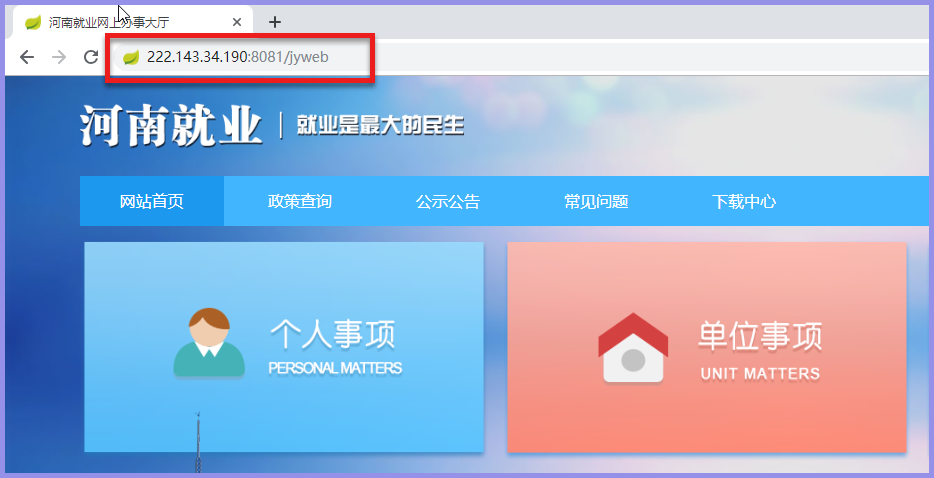 河南就业网上办事大厅
222.143.34.190:8081/jyweb
河南就业 | 就业是最大的民生
网站首页 政策查询 公示公告 常见问题 下载中心
个人事项
PERSONAL MATTERS
单位事项
UNIT MATTERS